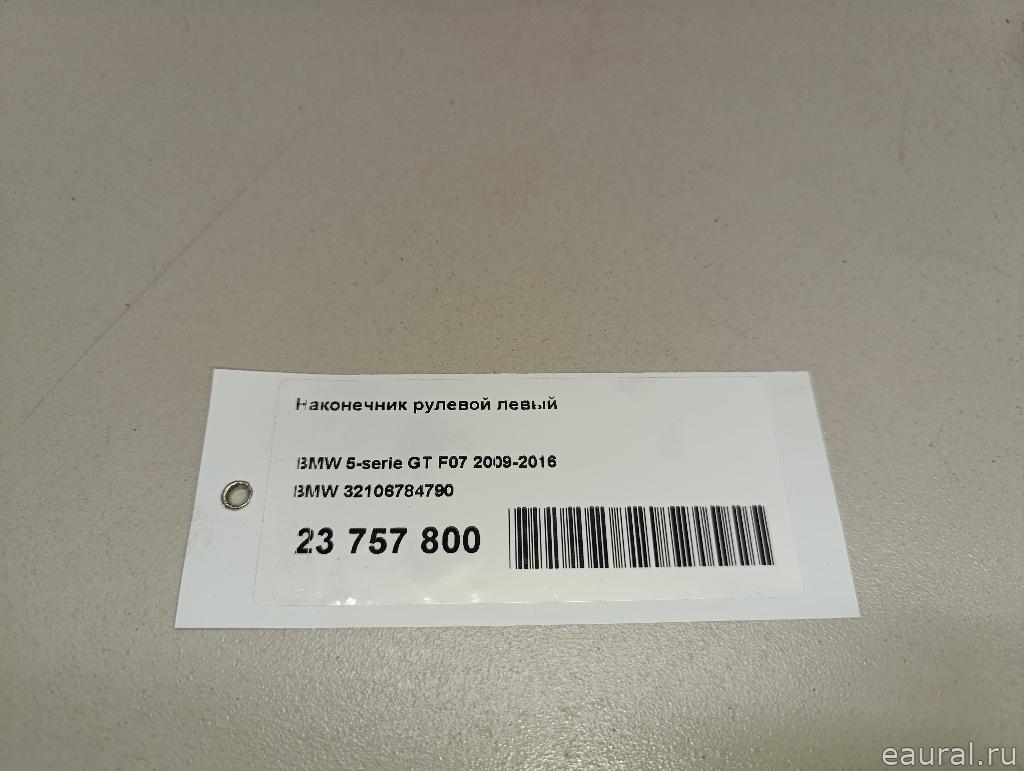 Наконечник рулевой левый
BMW 5-serie GT F07 2009-2016
BMW 32106784790
23 757 800
eaural.ru